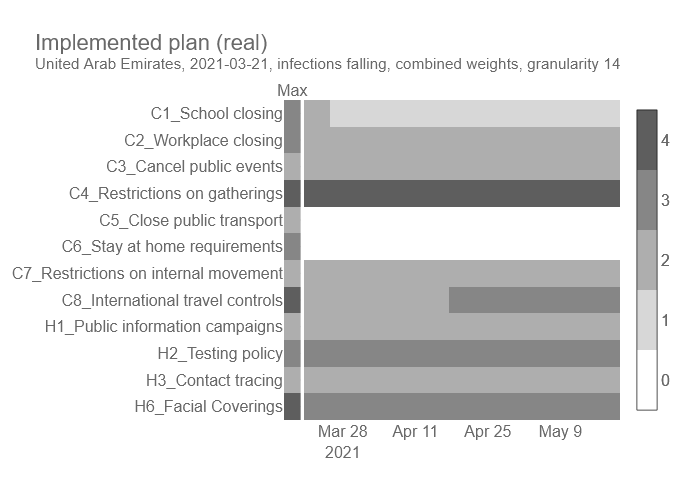 Implemented plan (real)
United Arab Emirates, 2021-03-21, infections falling, combined weights, granularity 14
Max
C1_School closing
C2_Workplace closing
C3_Cancel public events
C4_Restrictions on gatherings
C5_Close public transport
C6_Stay at home requirements
C7_Restrictions on internal movement
C8_International travel controls
H1_Public information campaigns
H2_Testing policy
H3_Contact tracing
H6_Facial Coverings
Mar 28 Apr 11 Apr 25 May 9
2021
4
3
2
1
0